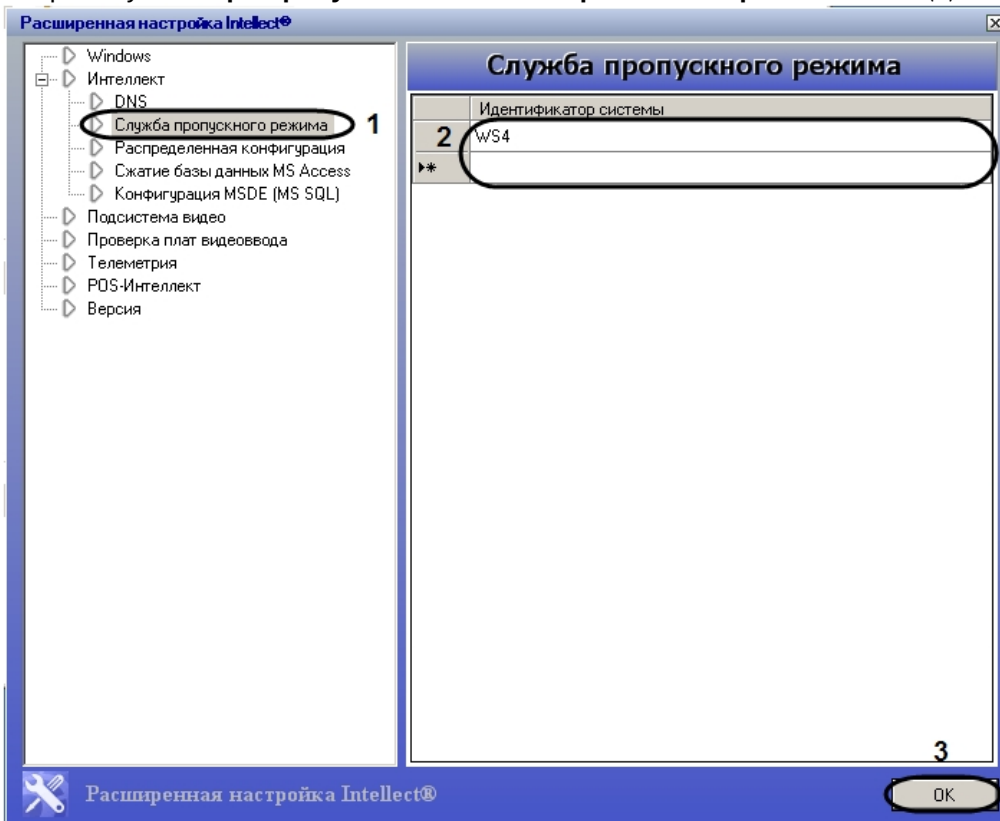 Расширенная настройка Intellect®
Windows
Интеллект
DNS
Служба пропускного режима 1
Распределенная конфигурация
Сжатие базы данных MS Access
Конфигурация MSDE (MS SQL)
Подсистема видео
Проверка плат видеоввода
Телеметрия
POS-Интеллект
Версия
Служба пропускного режима
Идентификатор системы
2 WS4
3
Расширенная настройка Intellect®
OK